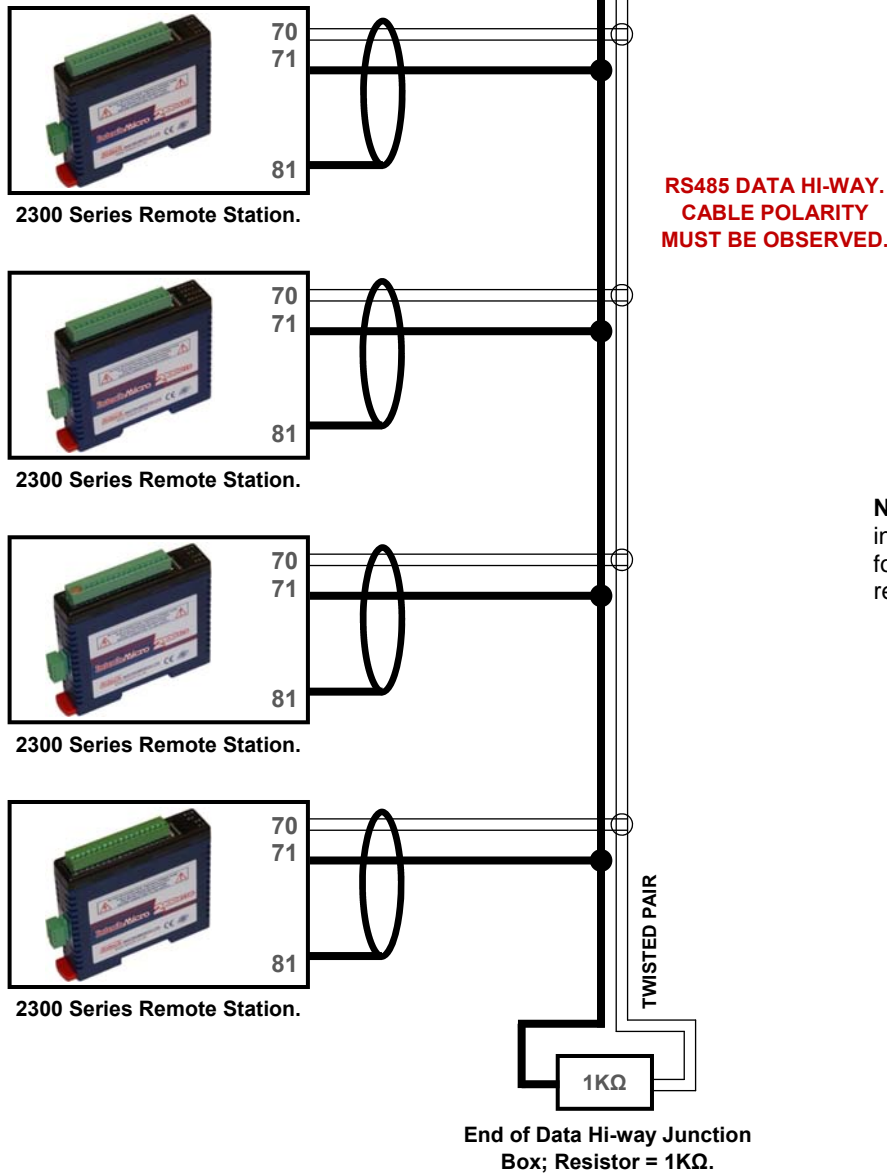 70
71
81
2300 Series Remote Station.
RS485 DATA HI-WAY.
CABLE POLARITY
MUST BE OBSERVED.
70
71
81
2300 Series Remote Station.
70
71
81
2300 Series Remote Station.
70
71
81
2300 Series Remote Station.
TWISTED PAIR
1KΩ
End of Data Hi-way Junction
Box; Resistor = 1KΩ.